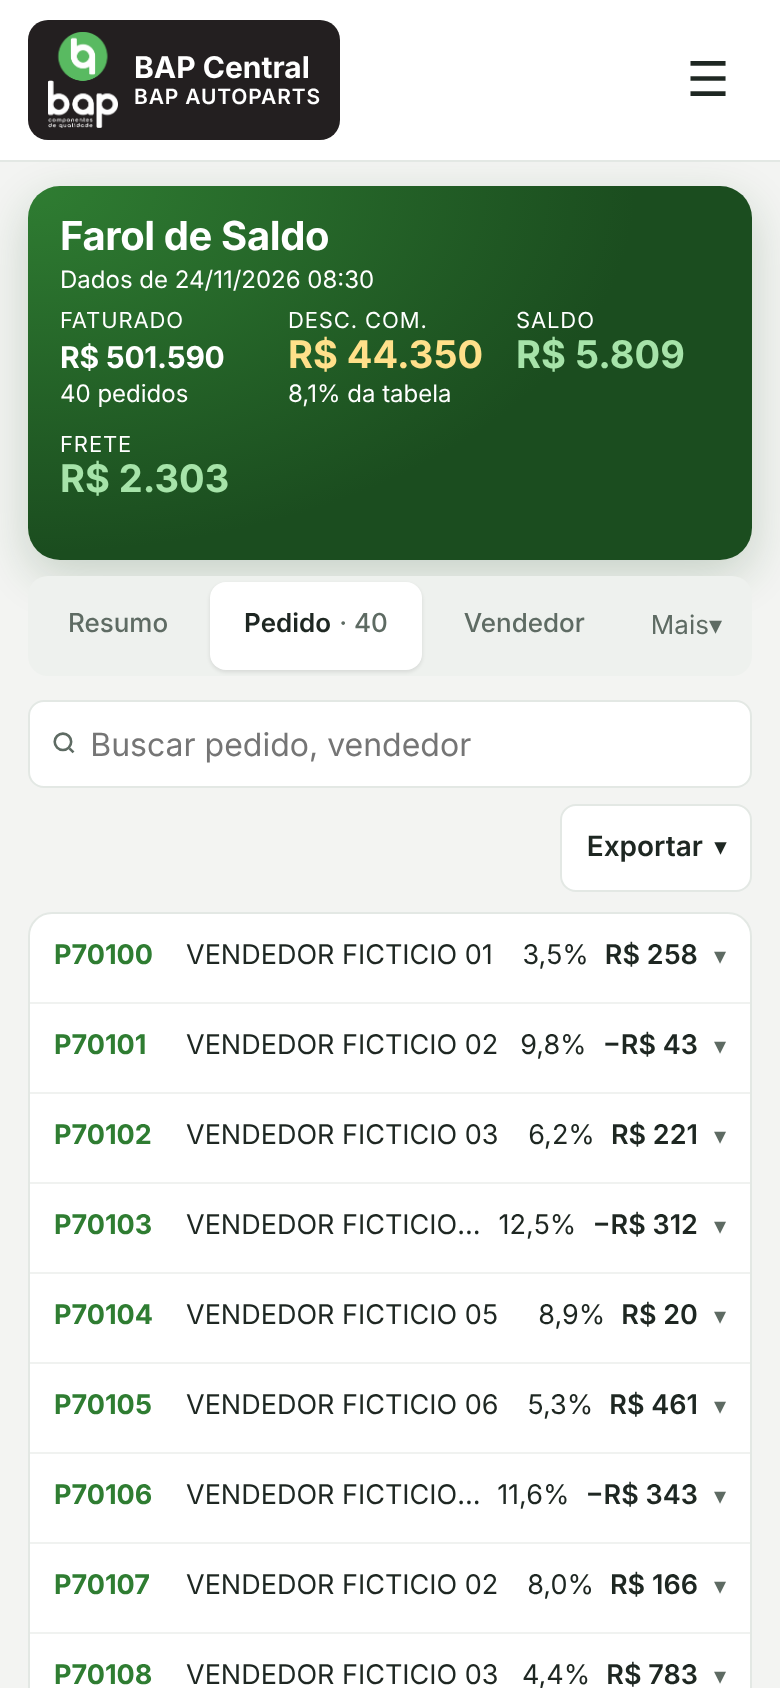 bap
componentes
de qualidade
BAP Central
BAP AUTOPARTS
☰
Farol de Saldo
Dados de 24/11/2026 08:30
FATURADO
R$ 501.590
40 pedidos
DESC. COM.
R$ 44.350
8,1% da tabela
SALDO
R$ 5.809
FRETE
R$ 2.303
Resumo
Pedido · 40
Vendedor
Mais▾
Buscar pedido, vendedor
Exportar ▾
P70100 VENDEDOR FICTICIO 01 3,5% R$ 258 ▾
P70101 VENDEDOR FICTICIO 02 9,8% −R$ 43 ▾
P70102 VENDEDOR FICTICIO 03 6,2% R$ 221 ▾
P70103 VENDEDOR FICTICIO... 12,5% −R$ 312 ▾
P70104 VENDEDOR FICTICIO 05 8,9% R$ 20 ▾
P70105 VENDEDOR FICTICIO 06 5,3% R$ 461 ▾
P70106 VENDEDOR FICTICIO... 11,6% −R$ 343 ▾
P70107 VENDEDOR FICTICIO 02 8,0% R$ 166 ▾
P70108 VENDEDOR FICTICIO 03 4,4% R$ 783 ▾